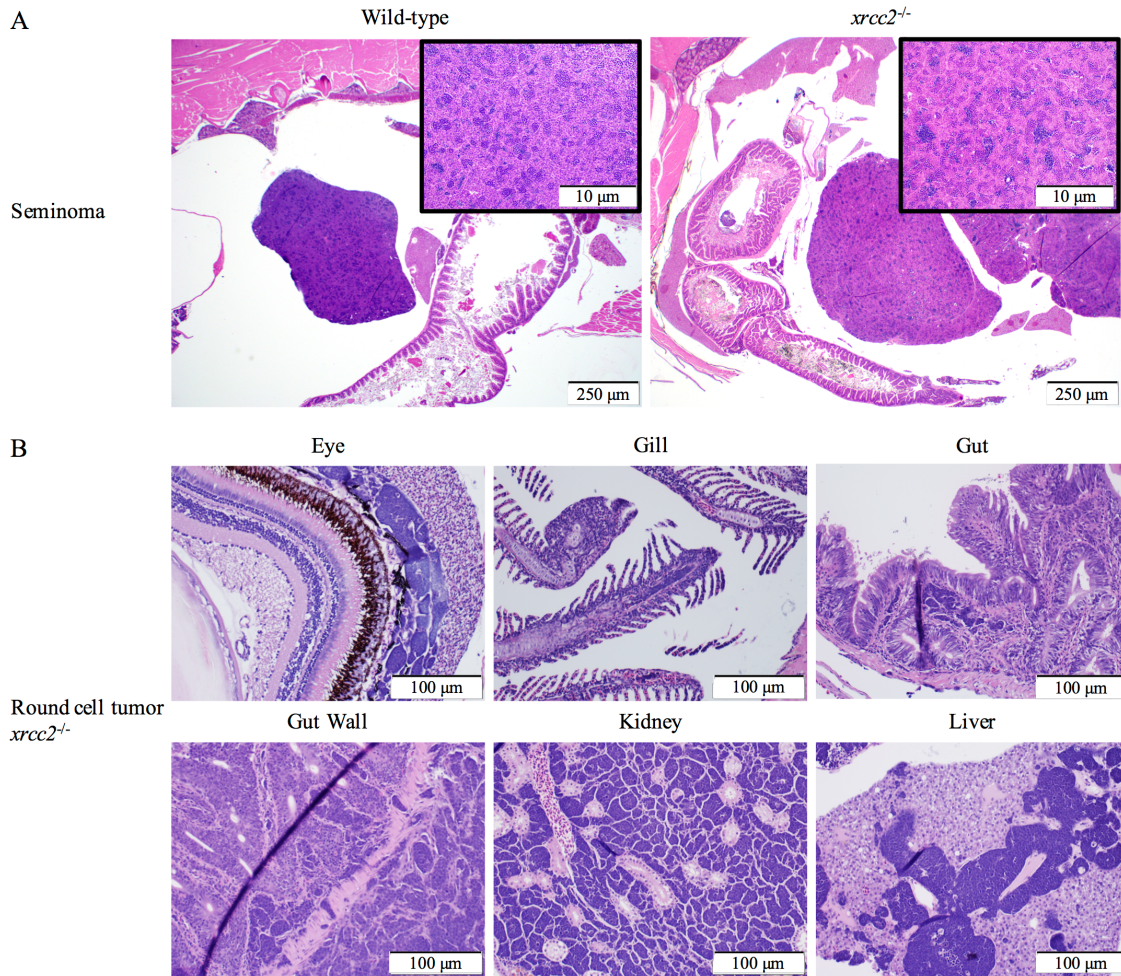 A
Wild-type
xrcc2-/-
10 µm
10 µm
Seminoma
250 µm
250 µm
B
Eye
Gill
Gut
100 µm
100 µm
100 µm
Round cell tumor
xrcc2-/-
Gut Wall
Kidney
Liver
100 µm
100 µm
100 µm